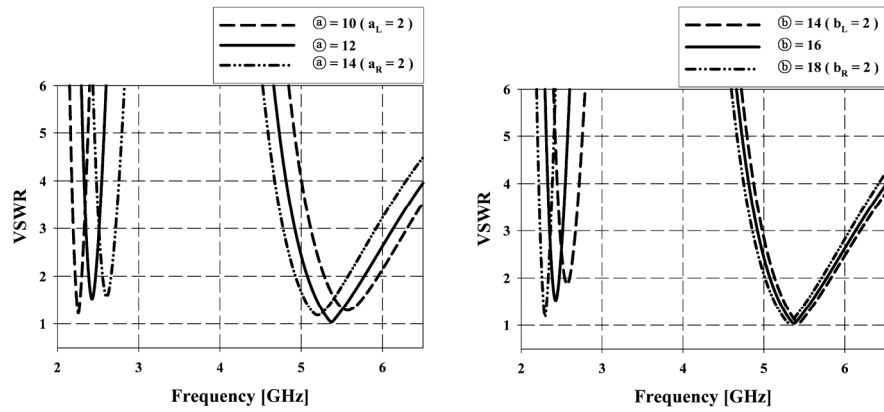 ⓐ = 10 ( a_L = 2 )
ⓐ = 12
ⓐ = 14 ( a_R = 2 )
6
5
4
3
2
1
VSWR
2 3 4 5 6
Frequency [GHz]
ⓑ = 14 ( b_L = 2 )
ⓑ = 16
ⓑ = 18 ( b_R = 2 )
6
5
4
3
2
1
VSWR
2 3 4 5 6
Frequency [GHz]